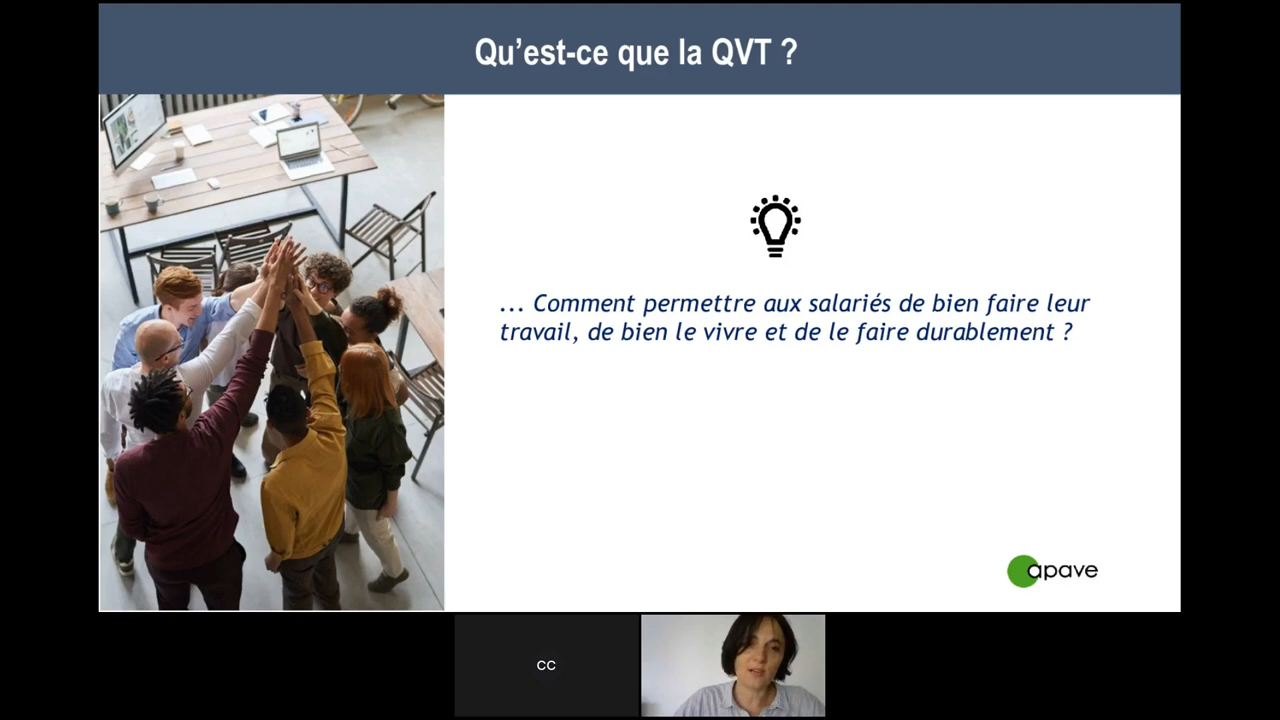 Qu’est-ce que la QVT ?
... Comment permettre aux salariés de bien faire leur
travail, de bien le vivre et de le faire durablement ?
apave
CC